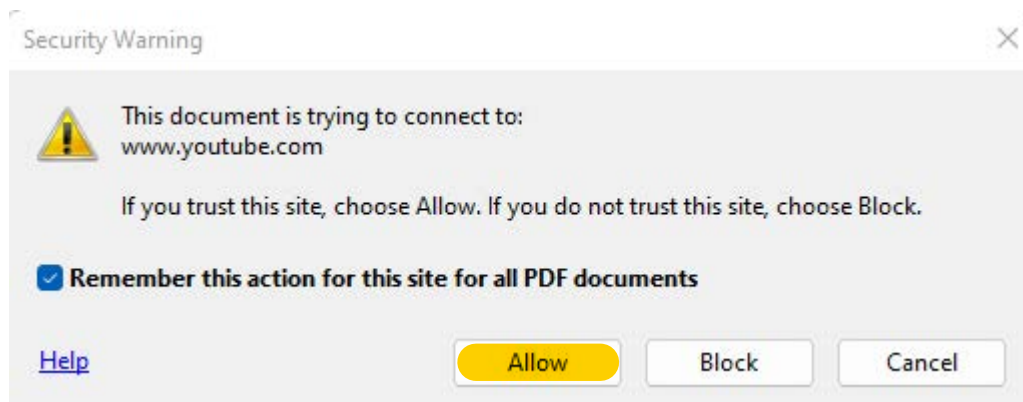 Security Warning
This document is trying to connect to:
www.youtube.com
If you trust this site, choose Allow. If you do not trust this site, choose Block.
Remember this action for this site for all PDF documents
Help
Allow
Block
Cancel